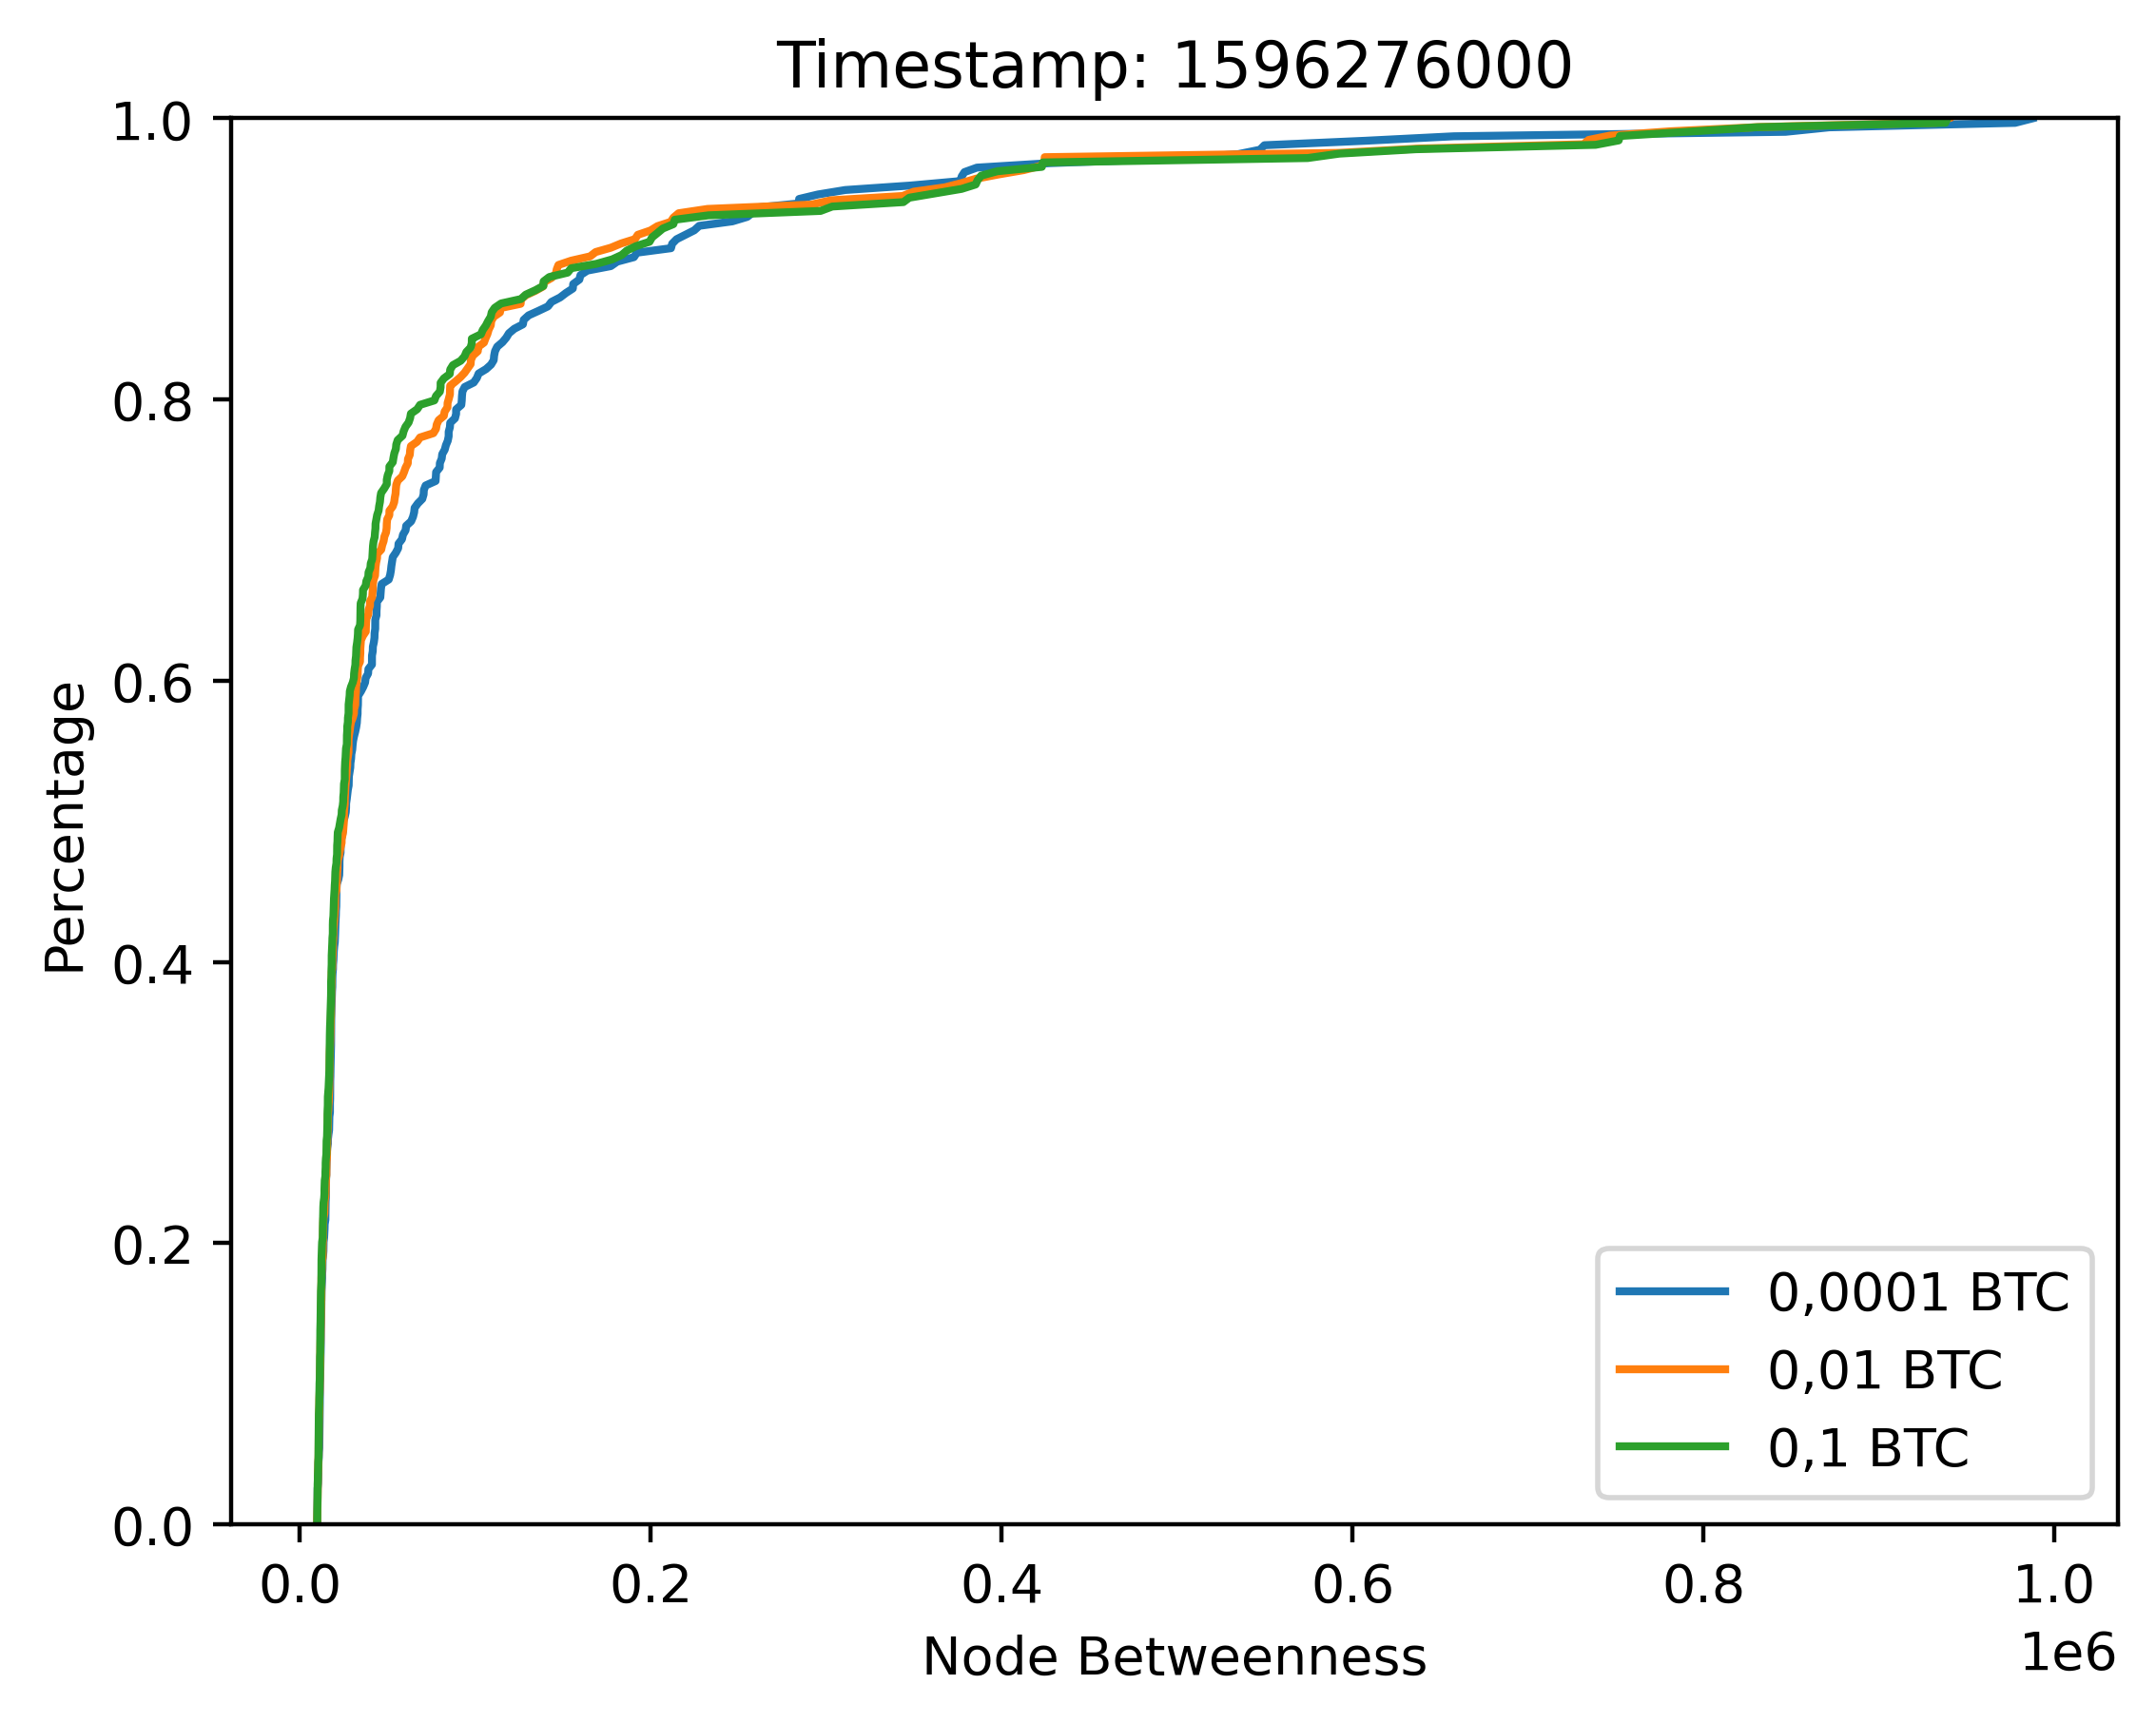 Timestamp: 1596276000
1.0
0.8
0.6
0.4
0.2
0.0
Percentage
0,0001 BTC
0,01 BTC
0,1 BTC
0.0 0.2 0.4 0.6 0.8 1.0
1e6
Node Betweenness